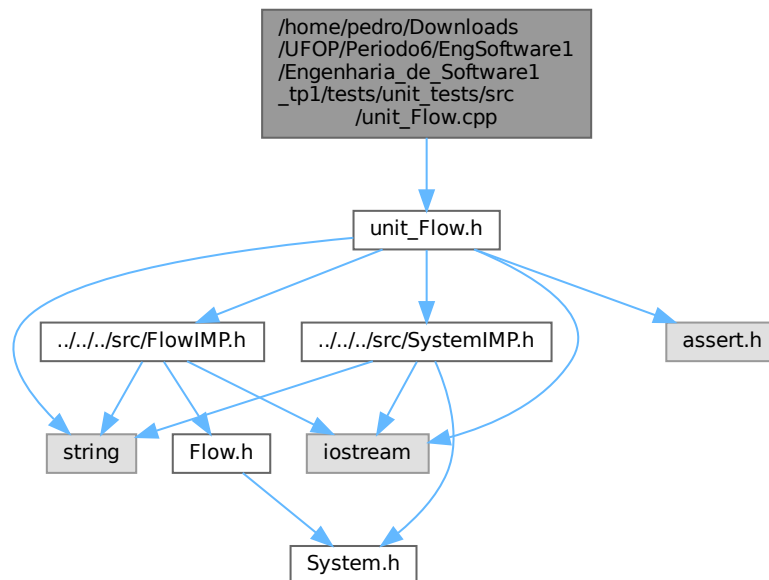 /home/pedro/Downloads
/UFOP/Periodo6/EngSoftware1
/Engenharia_de_Software1
_tp1/tests/unit_tests/src
/unit_Flow.cpp
unit_Flow.h
../../../src/FlowIMP.h
../../../src/SystemIMP.h
assert.h
string
Flow.h
iostream
System.h